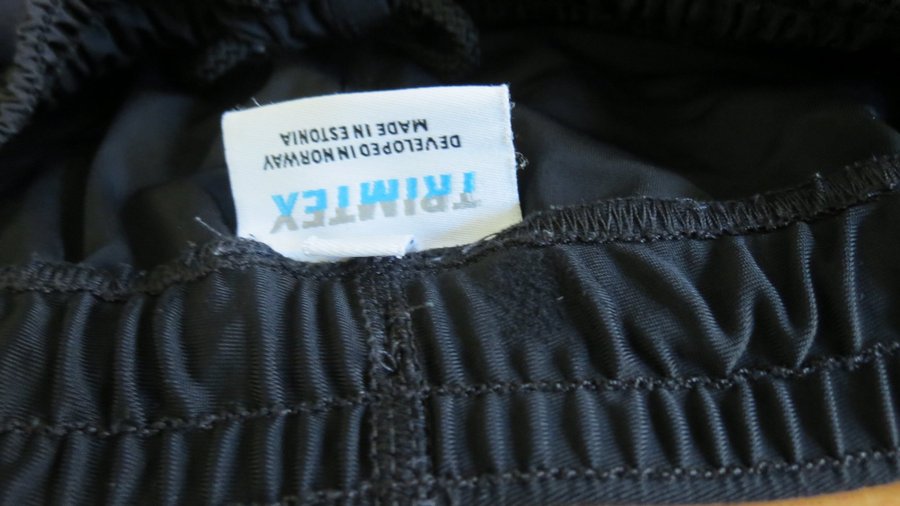 TRIMTEX
DEVELOPED IN NORWAY
MADE IN ESTONIA